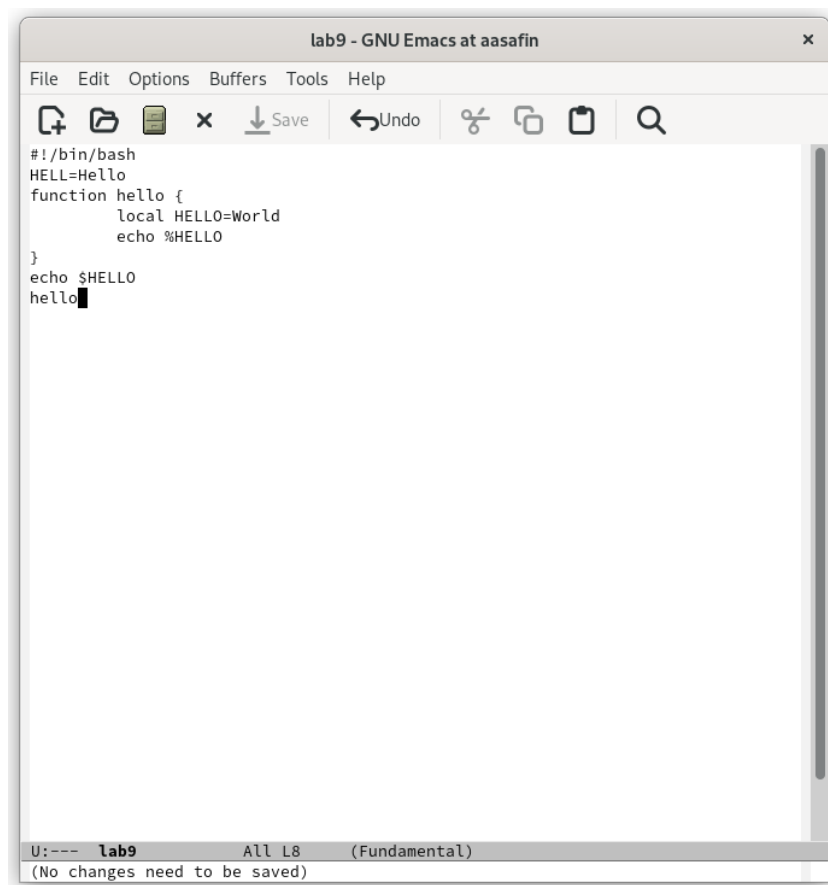 lab9 - GNU Emacs at aasafin
File Edit Options Buffers Tools Help
Save Undo
#!/bin/bash
HELL=Hello
function hello {
        local HELLO=World
        echo %HELLO
}
echo $HELLO
hello
U:--- lab9 All L8 (Fundamental)
(No changes need to be saved)